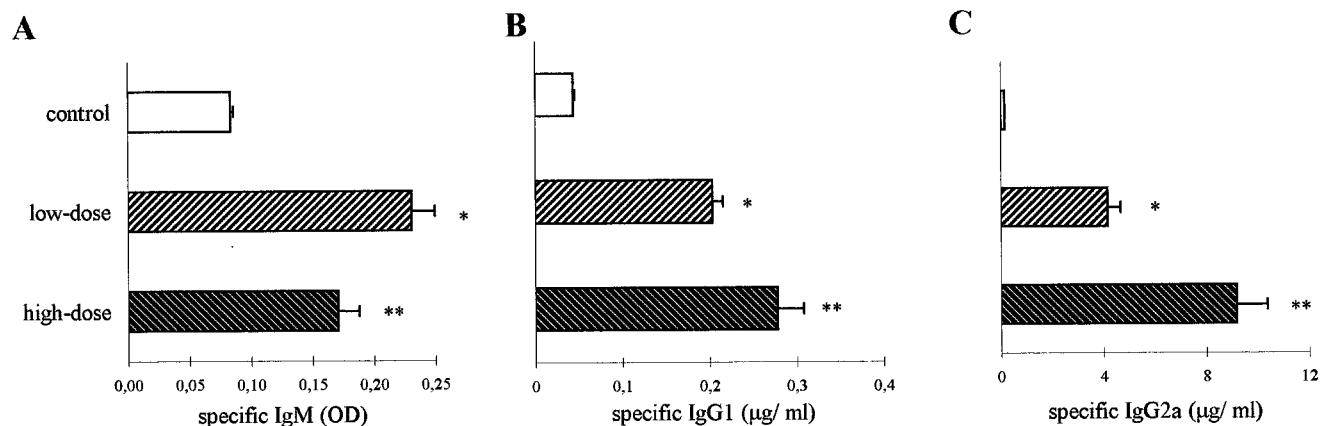 A
B
C
control
low-dose
high-dose
*
**
*
**
*
**
0,00 0,05 0,10 0,15 0,20 0,25
0 0,1 0,2 0,3 0,4
0 4 8 12
specific IgM (OD)
specific IgG1 (μg/ ml)
specific IgG2a (μg/ ml)